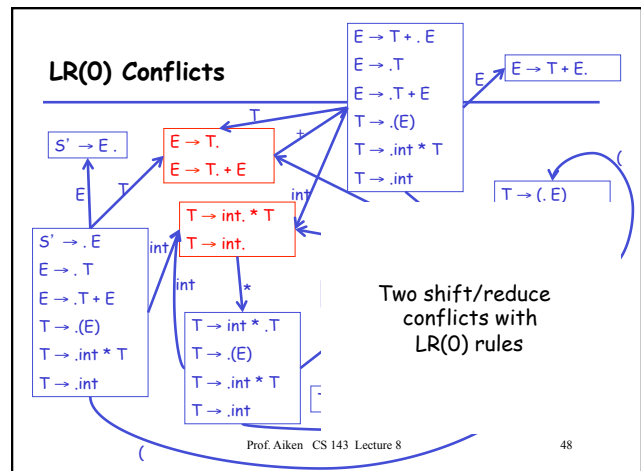 LR(0) Conflicts
E → T + . E
E → .T
E → .T + E
T → .(E)
T → .int * T
T → .int
E
E → T + E.
T
+
int
S' → E .
E → T.
E → T. + E
E
T
T → int. * T
T → int.
T → (. E)
(
S' → . E
E → . T
E → .T + E
T → .(E)
T → .int * T
T → .int
int
int
*
T → int * .T
T → .(E)
T → .int * T
T → .int
Two shift/reduce
conflicts with
LR(0) rules
(
Prof. Aiken CS 143 Lecture 8
48